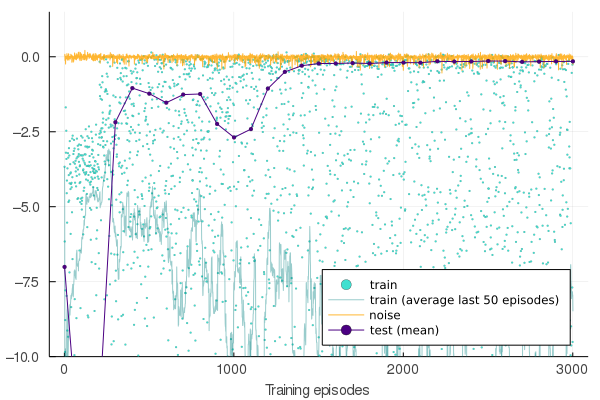 0.0
−2.5
−5.0
−7.5
−10.0
train
train (average last 50 episodes)
noise
test (mean)
0 1000 2000 3000
Training episodes